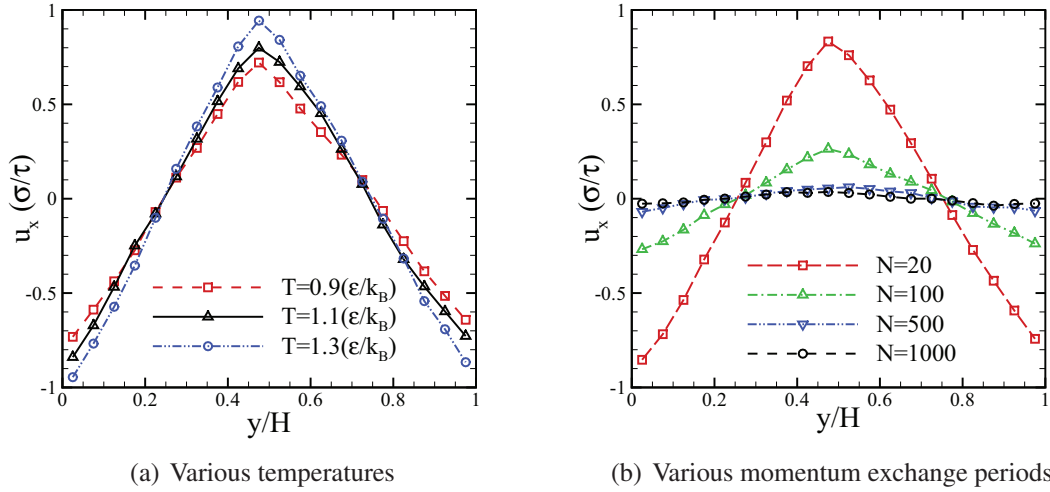 1
0.5
0
-0.5
-1
u_x (σ/τ)
T=0.9(ε/k_B)
T=1.1(ε/k_B)
T=1.3(ε/k_B)
0 0.2 0.4 0.6 0.8 1
y/H
(a) Various temperatures
1
0.5
0
-0.5
-1
u_x (σ/τ)
N=20
N=100
N=500
N=1000
0 0.2 0.4 0.6 0.8 1
y/H
(b) Various momentum exchange periods